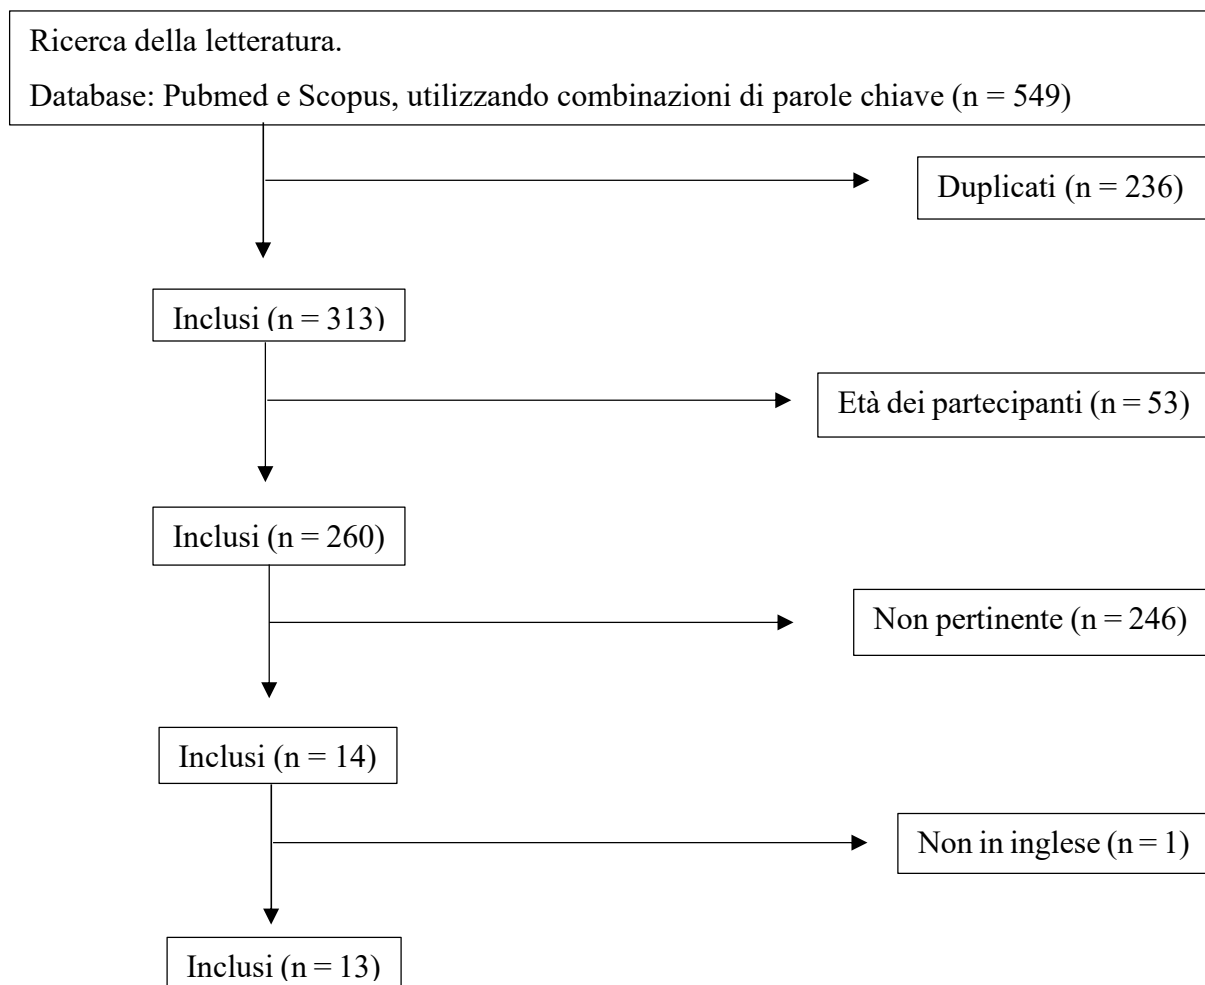 Ricerca della letteratura.
Database: Pubmed e Scopus, utilizzando combinazioni di parole chiave (n = 549)
Duplicati (n = 236)
Inclusi (n = 313)
Età dei partecipanti (n = 53)
Inclusi (n = 260)
Non pertinente (n = 246)
Inclusi (n = 14)
Non in inglese (n = 1)
Inclusi (n = 13)